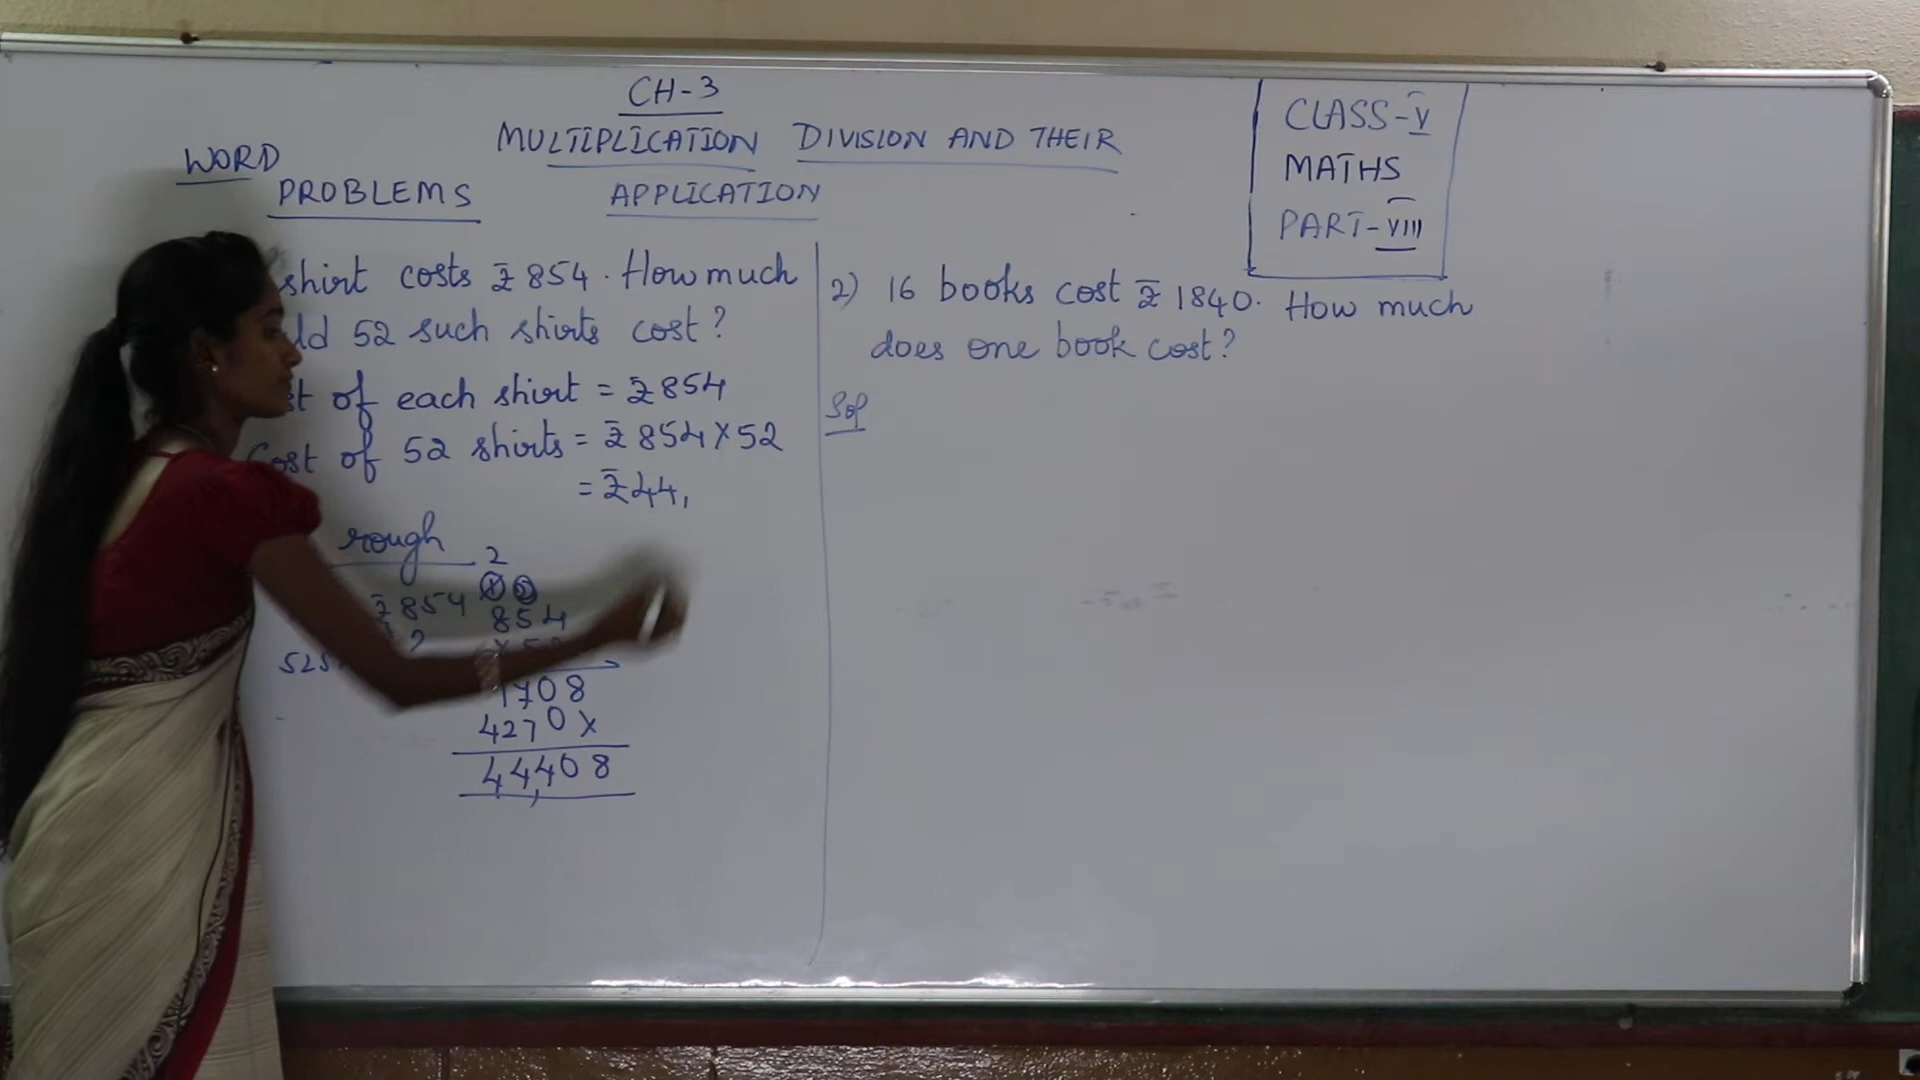 CH-3
MULTIPLICATION DIVISION AND THEIR
APPLICATION
WORD
PROBLEMS
CLASS-V
MATHS
PART-VIII
shirt costs ₹854. How much
52 such shirts cost?
of each shirt = ₹854
Cost of 52 shirts = ₹854×52
= ₹44,
rough
₹854
2
854
1708
4270×
44,408
2) 16 books cost ₹1840. How much
does one book cost?
Sol